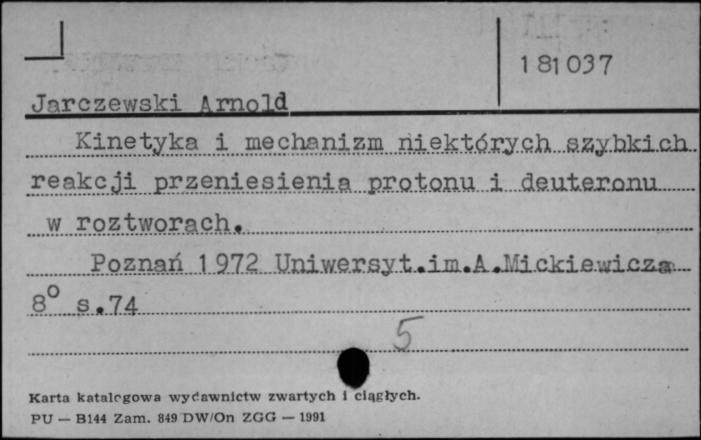 181037
Jarczewski Arnold
Kinetyka i mechanizm niektórych szybkich
reakcji przeniesienia protonu i deuteronu
w roztworach.
Poznań 1972 Uniwersyt.im.A.Mickiewicza
8° s.74
5
Karta katalogowa wydawnictw zwartych i ciągłych.
PU — B144 Zam. 849 DW/On ZGG — 1991